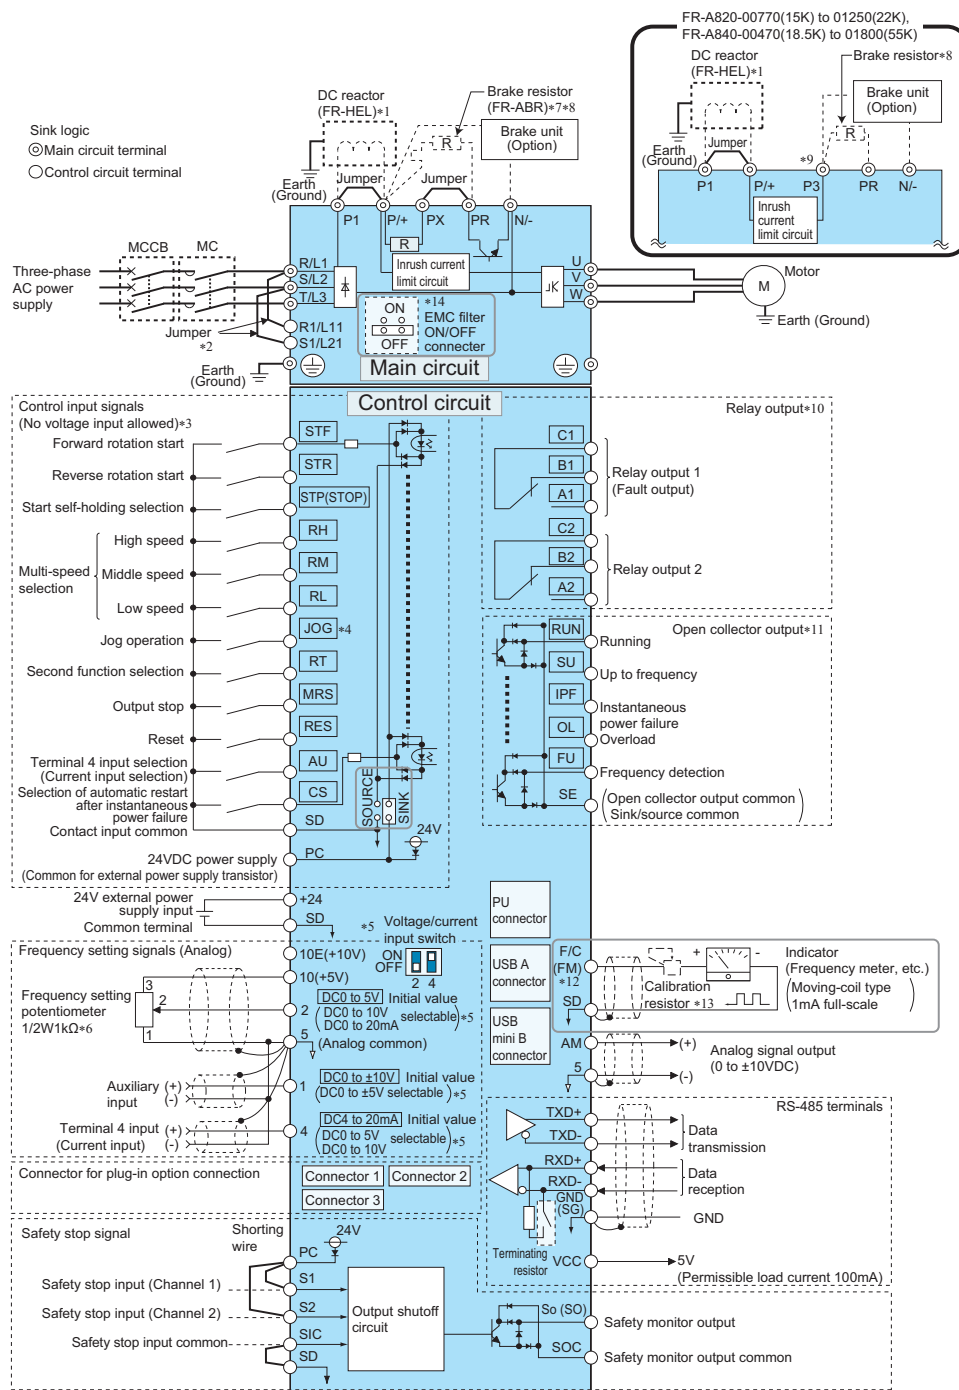 FR-A820-00770(15K) to 01250(22K),
FR-A840-00470(18.5K) to 01800(55K)
DC reactor
(FR-HEL)*1
Brake resistor*8
Brake unit
(Option)
R
Earth
(Ground)
Jumper
*9
P1
P/+
P3
PR
N/-
Inrush
current
limit circuit
Sink logic
Main circuit terminal
Control circuit terminal
DC reactor
(FR-HEL)*1
Brake resistor
(FR-ABR)*7*8
Brake unit
(Option)
R
Earth
(Ground)
Jumper
Jumper
P1
P/+
PX
PR
N/-
R
Inrush current
limit circuit
MCCB
MC
Three-phase
AC power
supply
R/L1
S/L2
T/L3
R1/L11
S1/L21
Jumper
*2
Earth
(Ground)
ON
OFF
*14
EMC filter
ON/OFF
connecter
Main circuit
U
V
W
Motor
M
Earth (Ground)
Control circuit
Control input signals
(No voltage input allowed)*3
Forward rotation start
STF
Reverse rotation start
STR
Start self-holding selection
STP(STOP)
Multi-speed
selection
High speed
RH
Middle speed
RM
Low speed
RL
Jog operation
JOG *4
Second function selection
RT
Output stop
MRS
Reset
RES
Terminal 4 input selection
(Current input selection)
AU
Selection of automatic restart
after instantaneous
power failure
CS
Contact input common
SD
SOURCE
SINK
24V
24VDC power supply
(Common for external power supply transistor)
PC
Relay output*10
C1
B1
A1
Relay output 1
(Fault output)
C2
B2
A2
Relay output 2
Open collector output*11
RUN
Running
SU
Up to frequency
IPF
Instantaneous
power failure
OL
Overload
FU
Frequency detection
SE
(Open collector output common
Sink/source common)
24V external power
supply input
+24
Common terminal
SD
PU
connector
USB A
connector
USB
mini B
connector
Frequency setting signals (Analog)
*5
Voltage/current
input switch
ON
OFF
2 4
10E(+10V)
10(+5V)
Frequency setting
potentiometer
1/2W1kΩ*6
3
2
1
2
DC0 to 5V Initial value
(DC0 to 10V
DC0 to 20mA selectable)*5
5
(Analog common)
Auxiliary
input
(+)
(-)
1
DC0 to ±10V Initial value
(DC0 to ±5V selectable)*5
Terminal 4 input
(Current input)
(+)
(-)
4
DC4 to 20mA Initial value
(DC0 to 5V
DC0 to 10V selectable)*5
F/C
(FM)
*12
SD
+
-
Calibration
resistor *13
Indicator
(Frequency meter, etc.)
(Moving-coil type
1mA full-scale)
AM
(+)
5
(-)
Analog signal output
(0 to ±10VDC)
Connector for plug-in option connection
Connector 1
Connector 2
Connector 3
RS-485 terminals
TXD+
TXD-
Data
transmission
RXD+
RXD-
Data
reception
GND
(SG)
GND
Terminating
resistor
VCC
5V
(Permissible load current 100mA)
Safety stop signal
Shorting
wire
24V
PC
Safety stop input (Channel 1)
S1
Safety stop input (Channel 2)
S2
Safety stop input common
SIC
SD
Output shutoff
circuit
So (SO)
Safety monitor output
SOC
Safety monitor output common